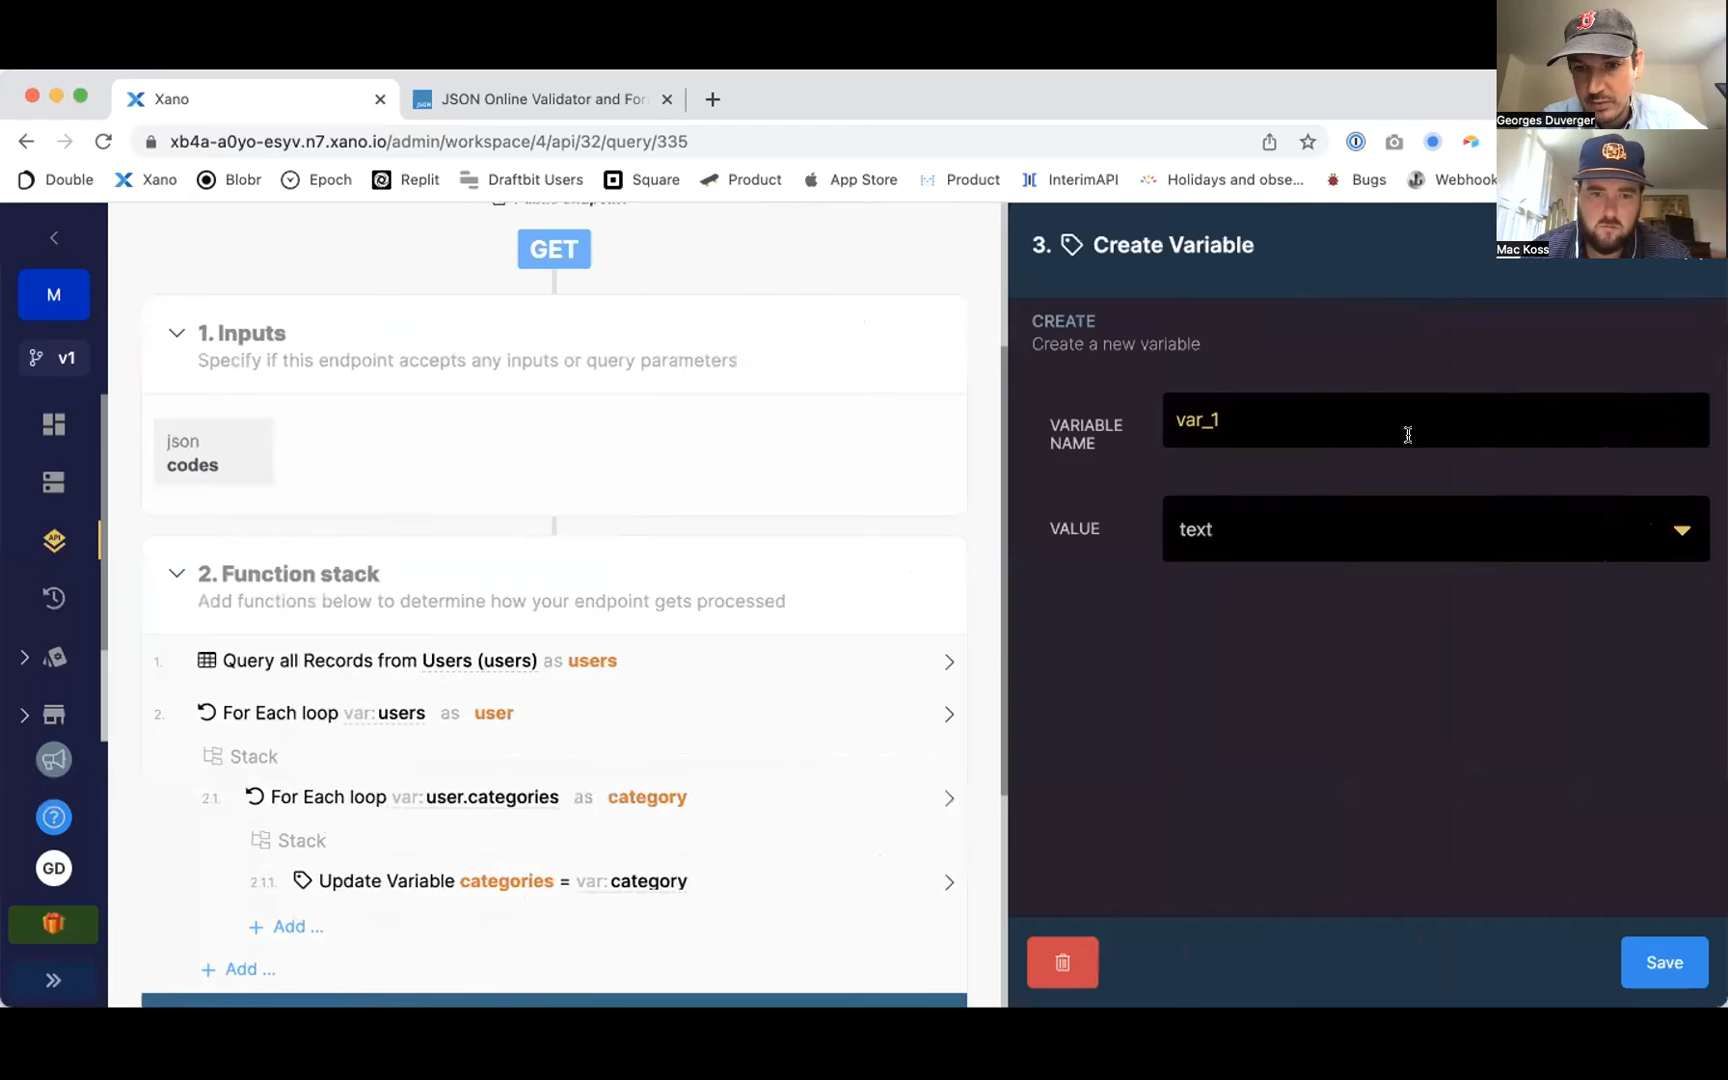 Xano
JSON Online Validator and For
xb4a-a0yo-esyv.n7.xano.io/admin/workspace/4/api/32/query/335
Double
Xano
Blobr
Epoch
Replit
Draftbit Users
Square
Product
App Store
Product
InterimAPI
Holidays and obse...
Bugs
Webhook
Georges Duverger
Mac Koss
M
v1
API
?
GD
GET
1. Inputs
Specify if this endpoint accepts any inputs or query parameters
json
codes
2. Function stack
Add functions below to determine how your endpoint gets processed
1. Query all Records from Users (users) as users
2. For Each loop var: users as user
Stack
2.1. For Each loop var: user.categories as category
Stack
2.1.1. Update Variable categories = var: category
+ Add ...
+ Add ...
3. Create Variable
CREATE
Create a new variable
VARIABLE NAME
var_1
VALUE
text
Save